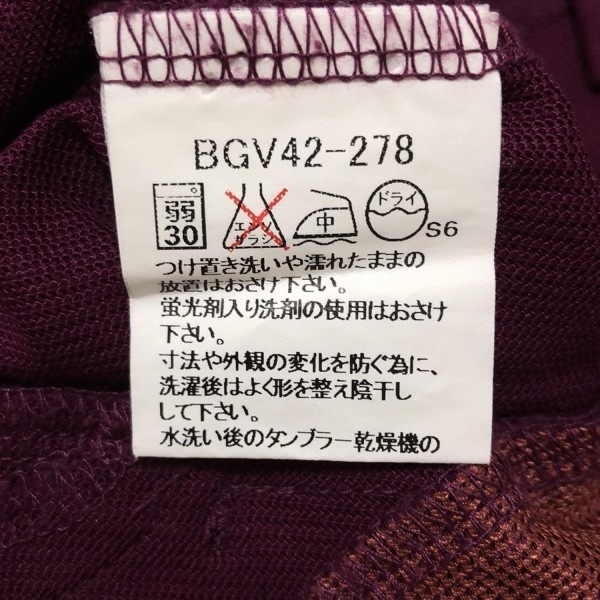 BGV42-278
弱 30 エンソ サラシ 中 ドライ S6
つけ置き洗いや濡れたままの
放置はおさけ下さい。
蛍光剤入り洗剤の使用はおさけ
下さい。
寸法や外観の変化を防ぐ為に、
洗濯後はよく形を整え陰干し
して下さい。
水洗い後のタンブラー乾燥機の